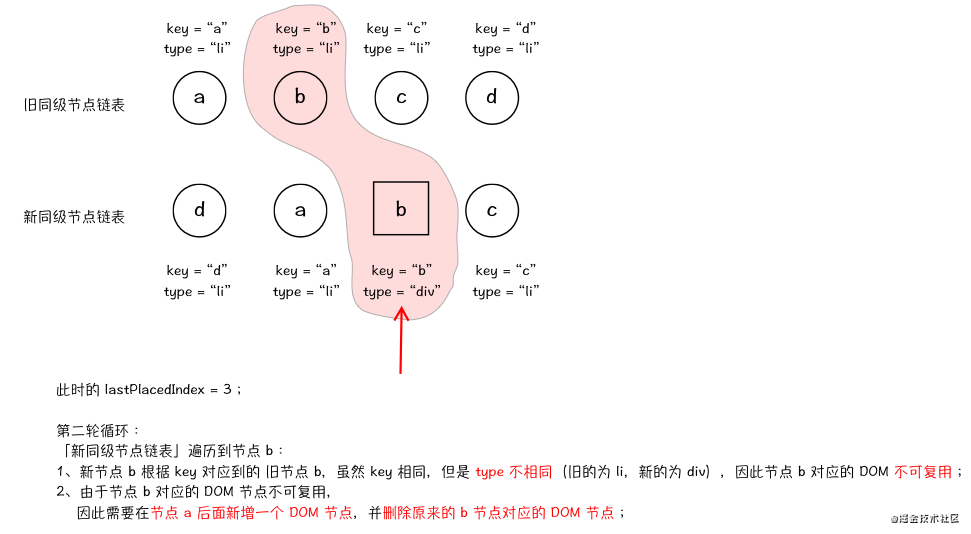 key = “a” key = “b” key = “c” key = “d”
type = “li” type = “li” type = “li” type = “li”
旧同级节点链表 a b c d
新同级节点链表 d a b c
key = “d” key = “a” key = “b” key = “c”
type = “li” type = “li” type = “div” type = “li”
此时的 lastPlacedIndex = 3；
第二轮循环：
「新同级节点链表」遍历到节点 b：
1、新节点 b 根据 key 对应到的 旧节点 b，虽然 key 相同，但是 type 不相同（旧的为 li，新的为 div），因此节点 b 对应的 DOM 不可复用；
2、由于节点 b 对应的 DOM 节点不可复用，
因此需要在节点 a 后面新增一个 DOM 节点，并删除原来的 b 节点对应的 DOM 节点；
@掘金技术社区